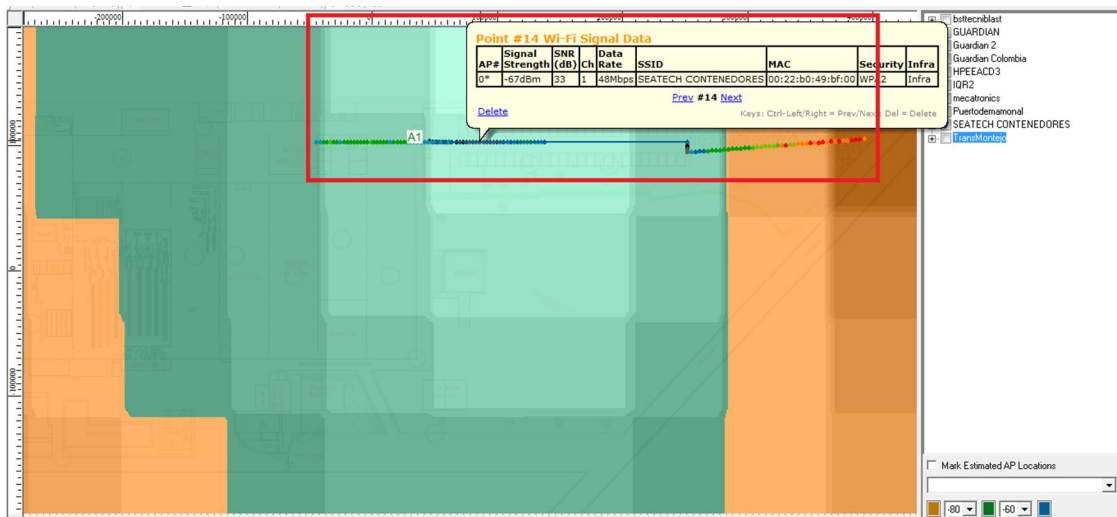 -200000 -100000 0
bsttecniblast
GUARDIAN
Guardian 2
Guardian Colombia
HPEEACD3
IQR2
mecatronics
Puertodemamonal
SEATECH CONTENEDORES
TransMontejo
Point #14 Wi-Fi Signal Data
AP# Signal Strength SNR (dB) Ch Data Rate SSID MAC Security Infra
0* -67dBm 33 1 48Mbps SEATECH CONTENEDORES 00:22:b0:49:bf:00 WPA2 Infra
Prev #14 Next
Delete Keys: Ctrl-Left/Right = Prev/Next Del = Delete
A1
100000
0
-100000
Mark Estimated AP Locations
-80 -60